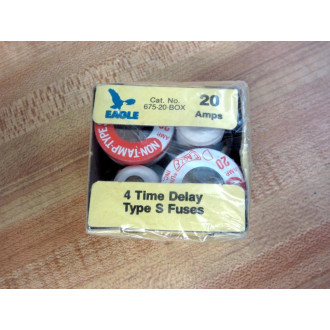 Cat. No.
675-20-BOX
20
Amps
EAGLE
NON-TAMP TYPE
20
4 Time Delay
Type S Fuses